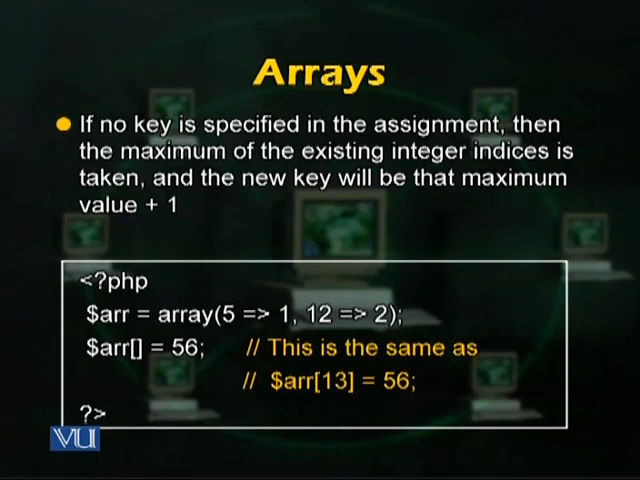 Arrays
If no key is specified in the assignment, then
the maximum of the existing integer indices is
taken, and the new key will be that maximum
value + 1
<?php
$arr = array(5 => 1, 12 => 2);
$arr[] = 56; // This is the same as
// $arr[13] = 56;
?>
VU